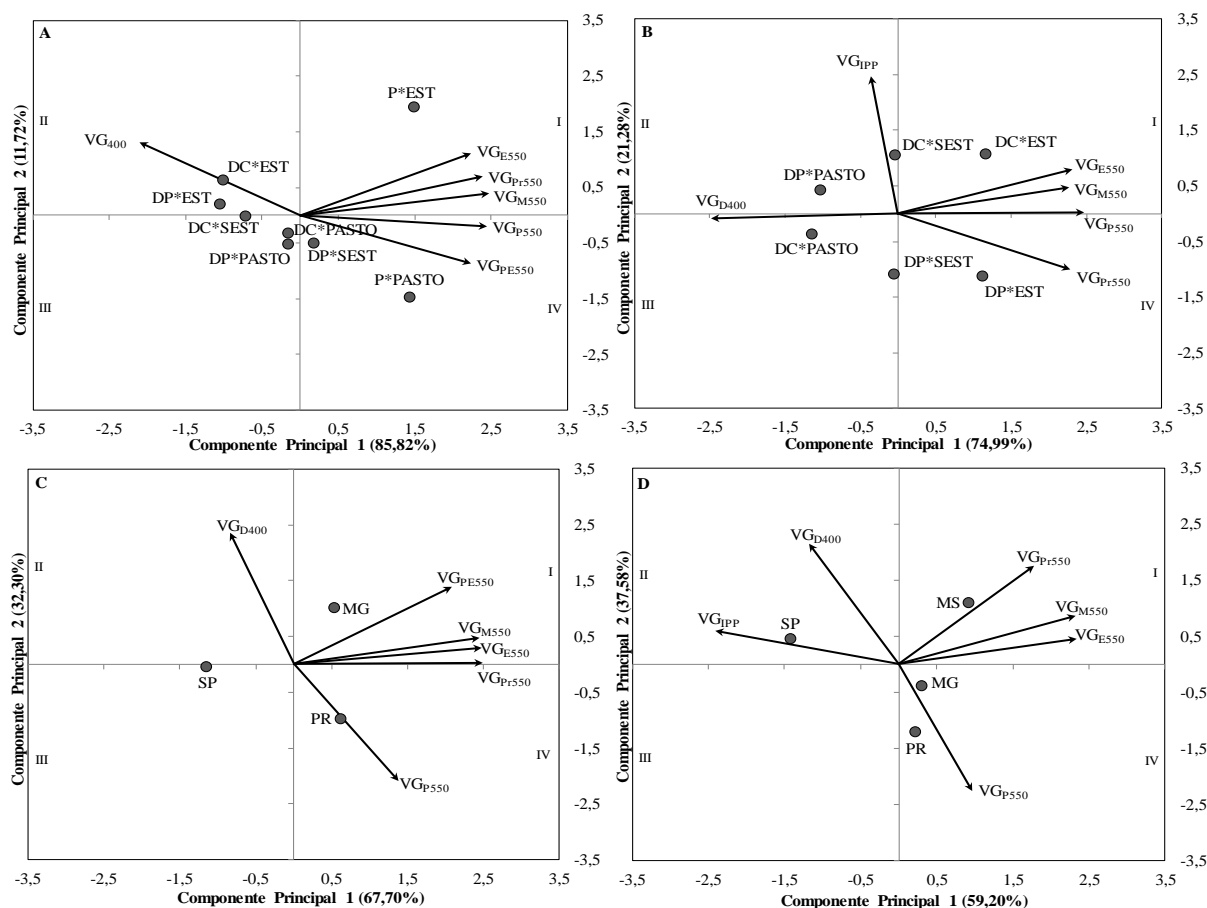 A
3,5
2,5
1,5
0,5
-0,5
-1,5
-2,5
-3,5
Componente Principal 2 (11,72%)
II
I
III
IV
P*EST
VG400
VGE550
DC*EST
VGPr550
VGM550
DP*EST
DC*SEST
DC*PASTO
VGP550
DP*PASTO
DP*SEST
VGPE550
P*PASTO
-3,5 -2,5 -1,5 -0,5 0,5 1,5 2,5 3,5
Componente Principal 1 (85,82%)
B
3,5
2,5
1,5
0,5
-0,5
-1,5
-2,5
-3,5
Componente Principal 2 (21,28%)
II
I
III
IV
VGIPP
DC*SEST
DC*EST
VGE550
DP*PASTO
VGM550
VGD400
VGP550
DC*PASTO
DP*SEST
VGPr550
DP*EST
-3,5 -2,5 -1,5 -0,5 0,5 1,5 2,5 3,5
Componente Principal 1 (74,99%)
C
3,5
2,5
1,5
0,5
-0,5
-1,5
-2,5
-3,5
Componente Principal 2 (32,30%)
II
I
III
IV
VGD400
VGPE550
MG
VGM550
VGE550
SP
VGPr550
PR
VGP550
-3,5 -2,5 -1,5 -0,5 0,5 1,5 2,5 3,5
Componente Principal 1 (67,70%)
D
3,5
2,5
1,5
0,5
-0,5
-1,5
-2,5
-3,5
Componente Principal 2 (37,58%)
II
I
III
IV
VGD400
VGPr550
MS
VGM550
VGIPP
SP
VGE550
MG
PR
VGP550
-3,5 -2,5 -1,5 -0,5 0,5 1,5 2,5 3,5
Componente Principal 1 (59,20%)